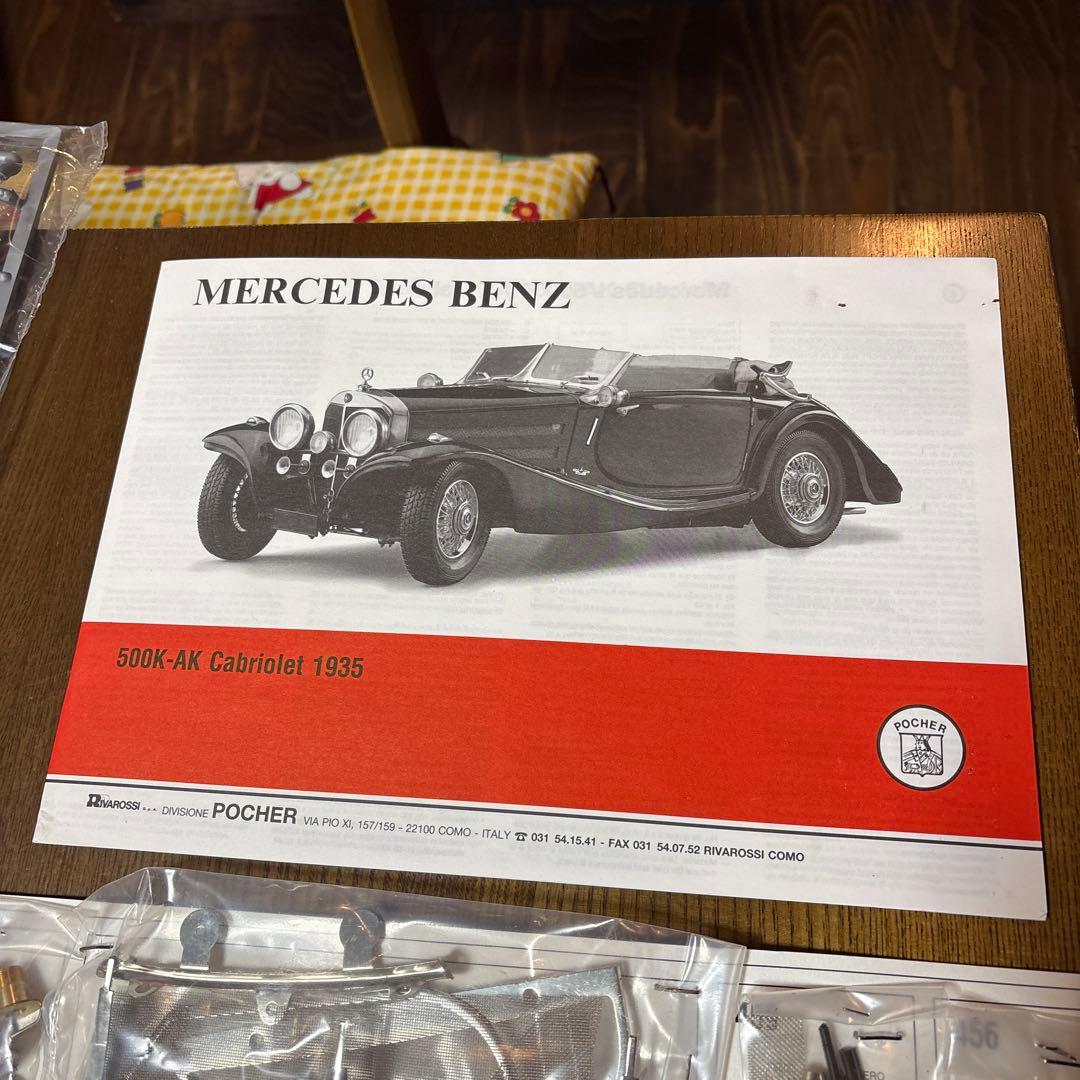 MERCEDES BENZ
500K-AK Cabriolet 1935
POCHER
RIVAROSSI S.p.A. DIVISIONE POCHER VIA PIO XI, 157/159 - 22100 COMO - ITALY ☎ 031 54.15.41 - FAX 031 54.07.52 RIVAROSSI COMO
456